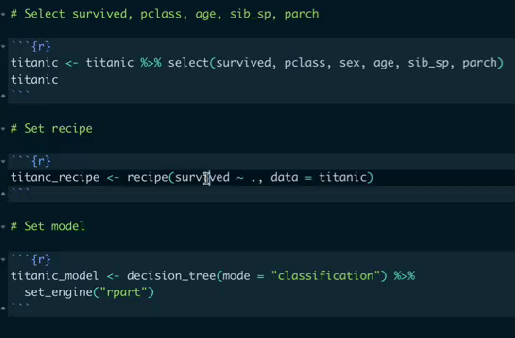 # Select survived, pclass, age, sib_sp, parch
```{r}
titanic <- titanic %>% select(survived, pclass, sex, age, sib_sp, parch)
titanic
```
# Set recipe
```{r}
titanc_recipe <- recipe(survived ~ ., data = titanic)
```
# Set model
```{r}
titanic_model <- decision_tree(mode = "classification") %>%
  set_engine("rpart")
```